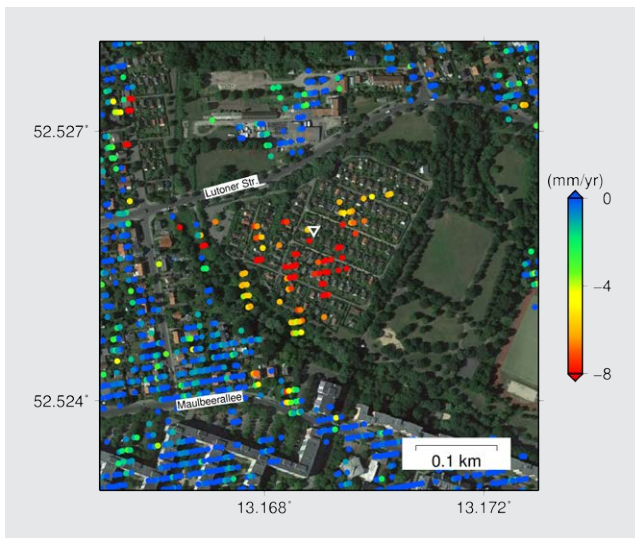 52.527°
Lutoner Str.
(mm/yr)
0
−4
−8
52.524°
Maulbeerallee
0.1 km
13.168°
13.172°